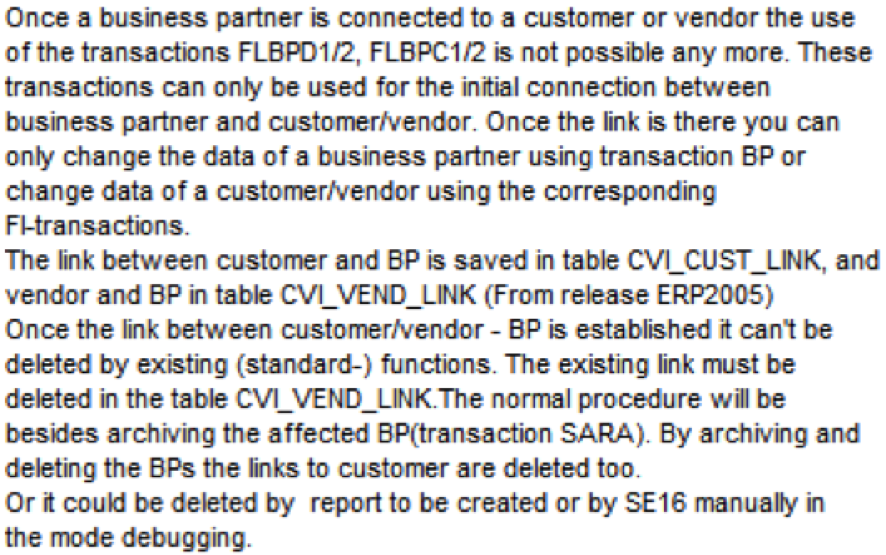 Once a business partner is connected to a customer or vendor the use
of the transactions FLBPD1/2, FLBPC1/2 is not possible any more. These
transactions can only be used for the initial connection between
business partner and customer/vendor. Once the link is there you can
only change the data of a business partner using transaction BP or
change data of a customer/vendor using the corresponding
FI-transactions.
The link between customer and BP is saved in table CVI_CUST_LINK, and
vendor and BP in table CVI_VEND_LINK (From release ERP2005)
Once the link between customer/vendor - BP is established it can't be
deleted by existing (standard-) functions. The existing link must be
deleted in the table CVI_VEND_LINK.The normal procedure will be
besides archiving the affected BP(transaction SARA). By archiving and
deleting the BPs the links to customer are deleted too.
Or it could be deleted by  report to be created or by SE16 manually in
the mode debugging.